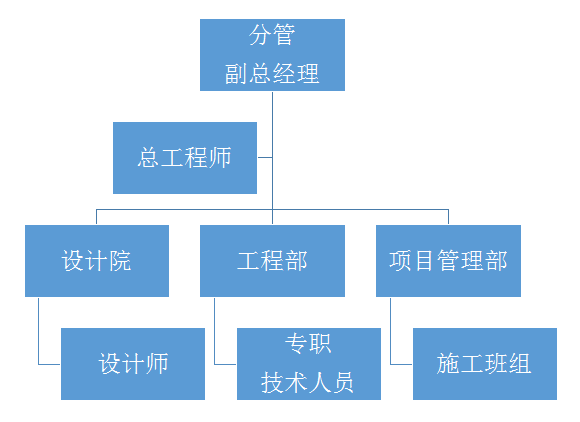 分管
副总经理
总工程师
设计院
工程部
项目管理部
设计师
专职
技术人员
施工班组